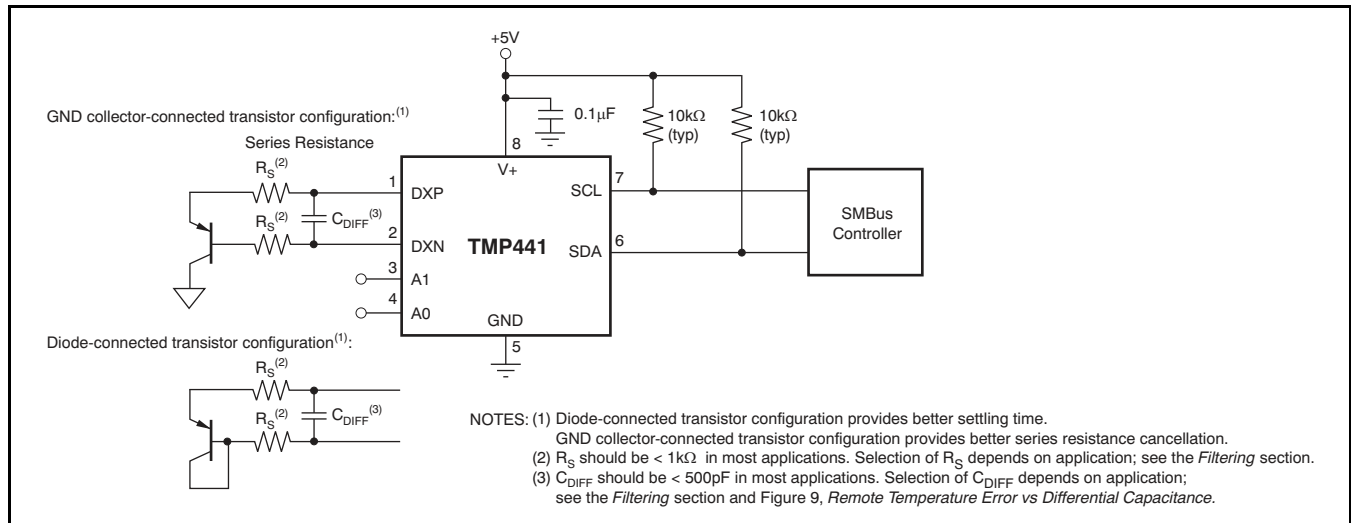 +5V
GND collector-connected transistor configuration:(1)
Series Resistance
0.1μF
10kΩ
(typ)
10kΩ
(typ)
8
V+
RS(2)
1
DXP
SCL
7
CDIFF(3)
RS(2)
2
DXN
TMP441
SDA
6
SMBus
Controller
3
A1
4
A0
GND
5
Diode-connected transistor configuration(1):
RS(2)
CDIFF(3)
RS(2)
NOTES: (1) Diode-connected transistor configuration provides better settling time.
GND collector-connected transistor configuration provides better series resistance cancellation.
(2) RS should be < 1kΩ in most applications. Selection of RS depends on application; see the Filtering section.
(3) CDIFF should be < 500pF in most applications. Selection of CDIFF depends on application;
see the Filtering section and Figure 9, Remote Temperature Error vs Differential Capacitance.